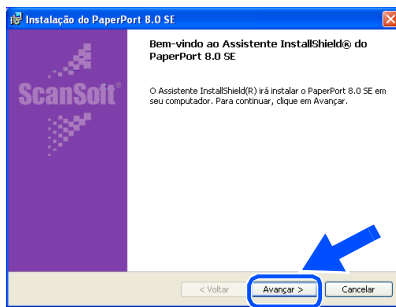 Instalação do PaperPort 8.0 SE
Bem-vindo ao Assistente InstallShield® do
PaperPort 8.0 SE
ScanSoft®
O Assistente InstallShield(R) irá instalar o PaperPort 8.0 SE em
seu computador. Para continuar, clique em Avançar.
< Voltar
Avançar >
Cancelar